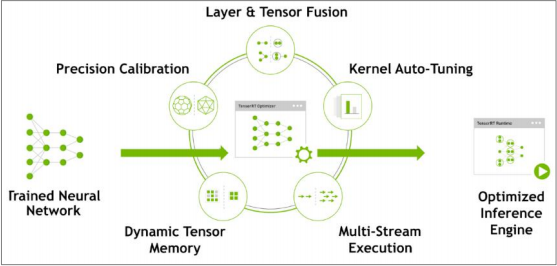 Layer & Tensor Fusion
Precision Calibration
Kernel Auto-Tuning
TensorRT Optimizer
TensorRT Runtime
Trained Neural
Network
Optimized
Inference
Engine
Dynamic Tensor
Memory
Multi-Stream
Execution